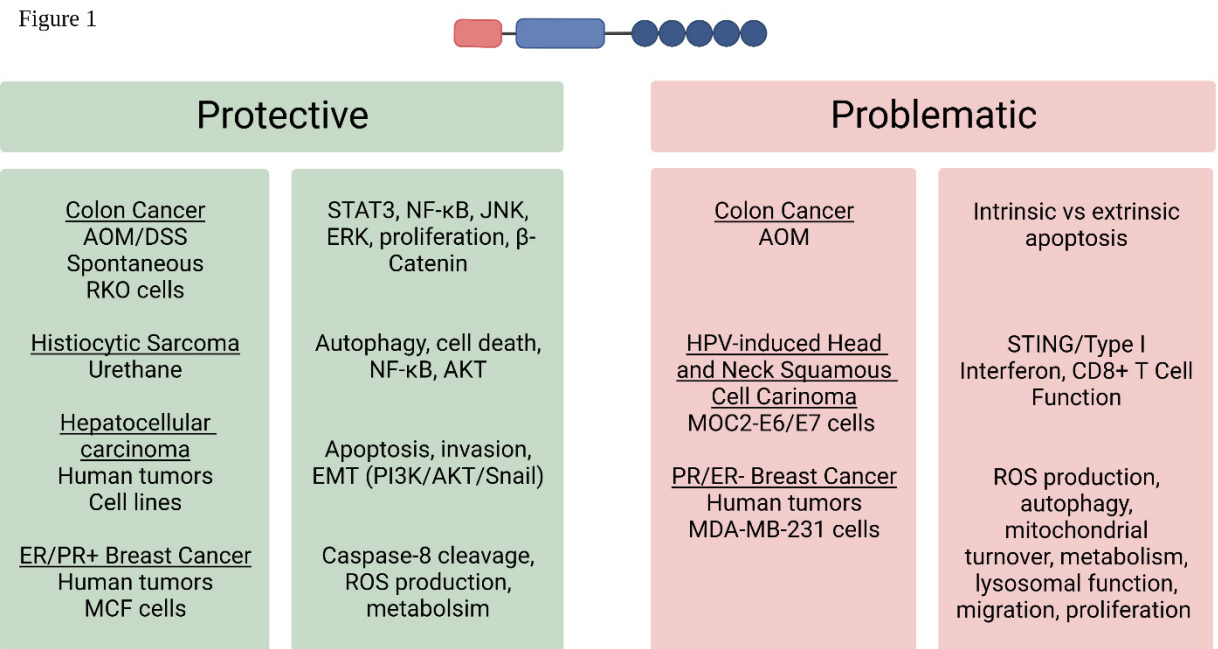 Figure 1
Protective
Colon Cancer
AOM/DSS
Spontaneous
RKO cells
STAT3, NF-κB, JNK,
ERK, proliferation, β-
Catenin
Histiocytic Sarcoma
Urethane
Autophagy, cell death,
NF-κB, AKT
Hepatocellular
carcinoma
Human tumors
Cell lines
Apoptosis, invasion,
EMT (PI3K/AKT/Snail)
ER/PR+ Breast Cancer
Human tumors
MCF cells
Caspase-8 cleavage,
ROS production,
metabolsim
Problematic
Colon Cancer
AOM
Intrinsic vs extrinsic
apoptosis
HPV-induced Head
and Neck Squamous
Cell Carinoma
MOC2-E6/E7 cells
STING/Type I
Interferon, CD8+ T Cell
Function
PR/ER- Breast Cancer
Human tumors
MDA-MB-231 cells
ROS production,
autophagy,
mitochondrial
turnover, metabolism,
lysosomal function,
migration, proliferation